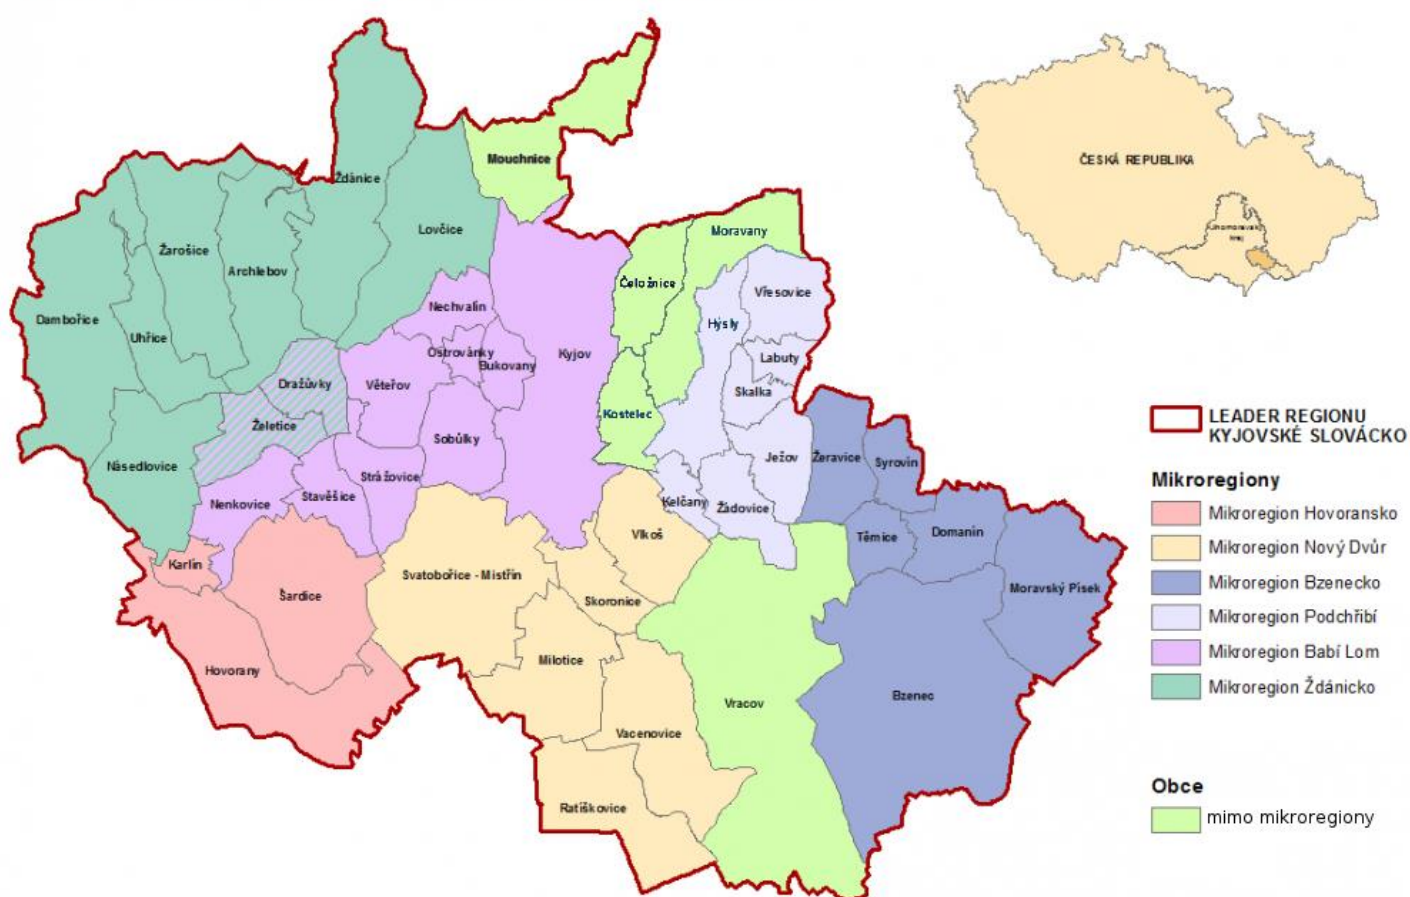 Mouchnice
ČESKÁ REPUBLIKA
Ždánice
Lovčice
Moravany
Žarošice
Archlebov
Čeložnice
Vřesovice
Dambořice
Uhřice
Nechvalín
Hýsly
Ostrovánky
Bukovany
Kyjov
Labuty
Dražůvky
Věteřov
Skalka
Želetice
Kostelec
Sobůlky
Násedlovice
Strážovice
Ježov
Žeravice
Syrovín
Nenkovice
Stavěšice
Kelčany
Žádovice
Vlkoš
Těmice
Domanín
Karlín
Svatobořice - Mistřín
Šardice
Skoronice
Moravský Písek
Hovorany
Milotice
Vracov
Bzenec
Vacenovice
Ratíškovice
LEADER REGIONU
KYJOVSKÉ SLOVÁCKO
Mikroregiony
Mikroregion Hovoransko
Mikroregion Nový Dvůr
Mikroregion Bzenecko
Mikroregion Podchřibí
Mikroregion Babí Lom
Mikroregion Ždánicko
Obce
mimo mikroregiony